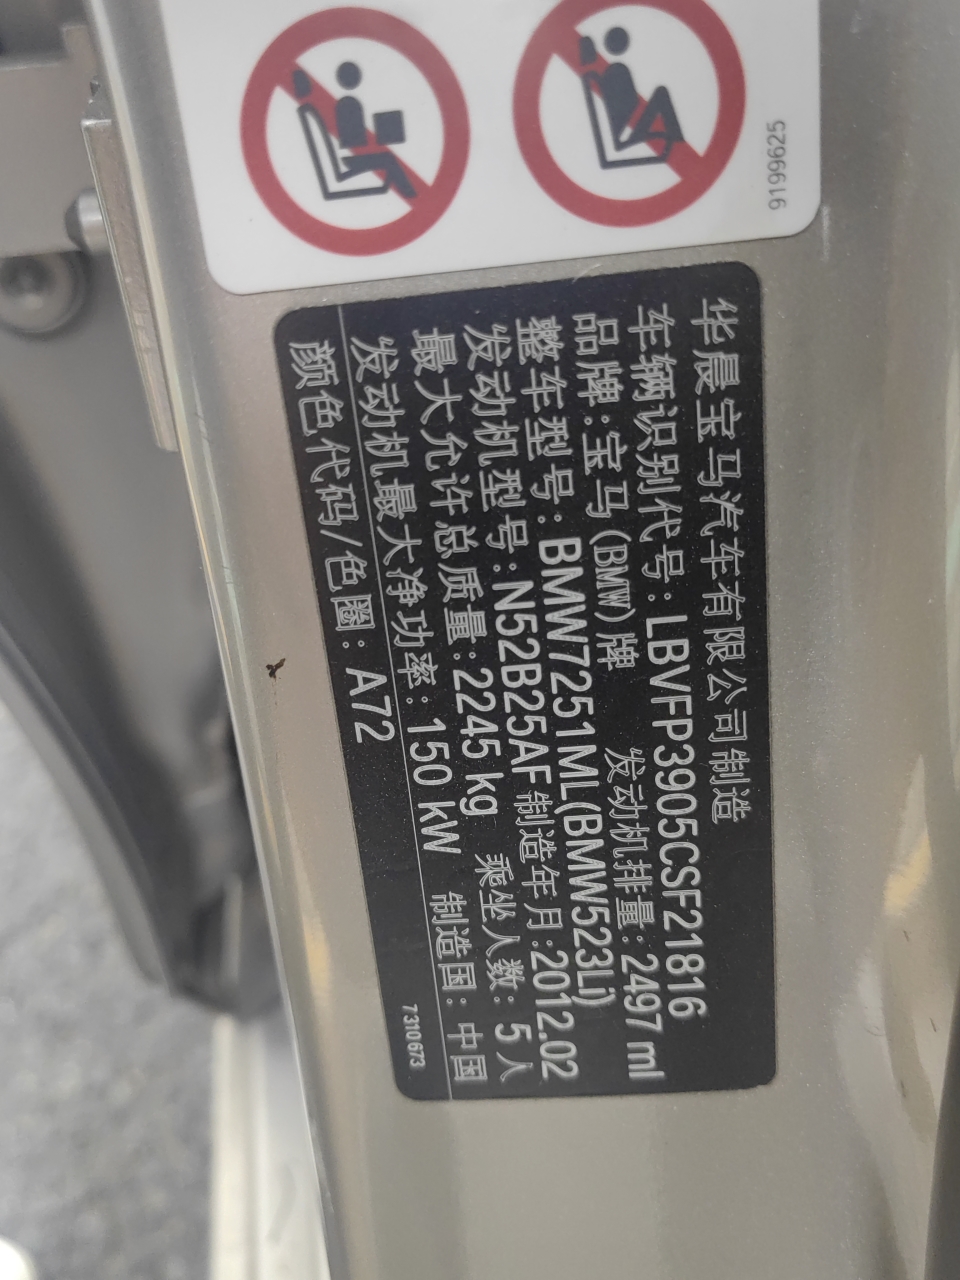 9199625
华晨宝马汽车有限公司制造
车辆识别代号:LBVFP3905CSF21816
品牌:宝马(BMW)牌 发动机排量:2497 ml
整车型号:BMW7251ML(BMW523Li)
发动机型号:N52B25AF 制造年月:2012.02
最大允许总质量:2245 kg 乘坐人数:5人
发动机最大净功率:150 kW 制造国:中国
颜色代码/色圈:A72
7310673